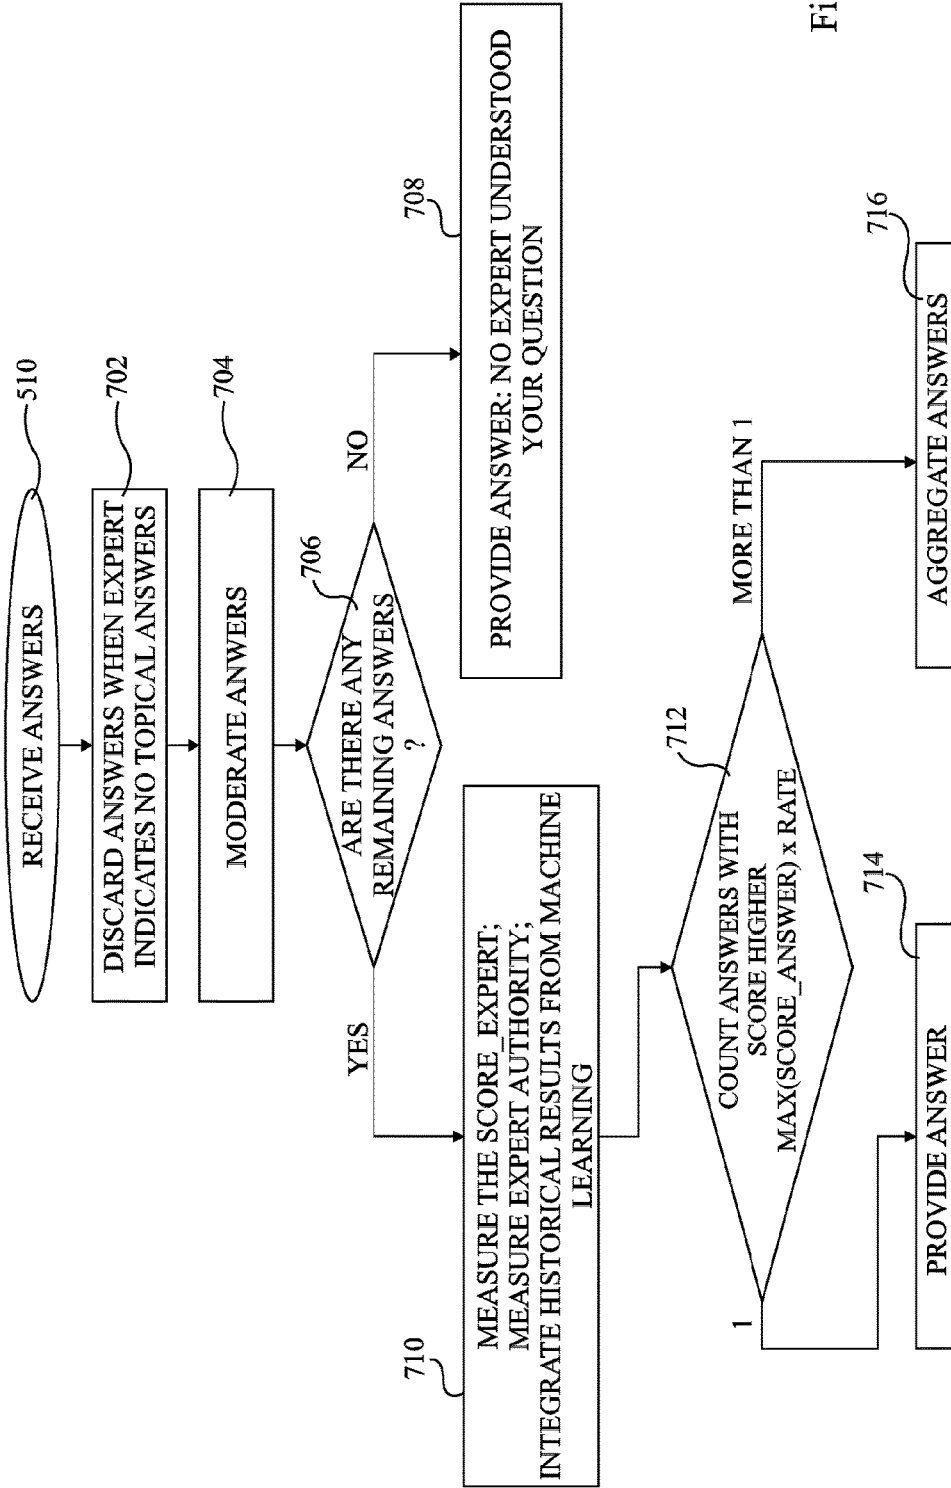 RECEIVE ANSWERS
510
DISCARD ANSWERS WHEN EXPERT
INDICATES NO TOPICAL ANSWERS
702
MODERATE ANWERS
704
ARE THERE ANY
REMAINING ANSWERS
?
706
YES
NO
MEASURE THE SCORE_EXPERT;
MEASURE EXPERT AUTHORITY;
INTEGRATE HISTORICAL RESULTS FROM MACHINE
LEARNING
710
PROVIDE ANSWER: NO EXPERT UNDERSTOOD
YOUR QUESTION
708
COUNT ANSWERS WITH
SCORE HIGHER
MAX(SCORE_ANSWER) x RATE
712
1
MORE THAN 1
PROVIDE ANSWER
714
AGGREGATE ANSWERS
716
Fi